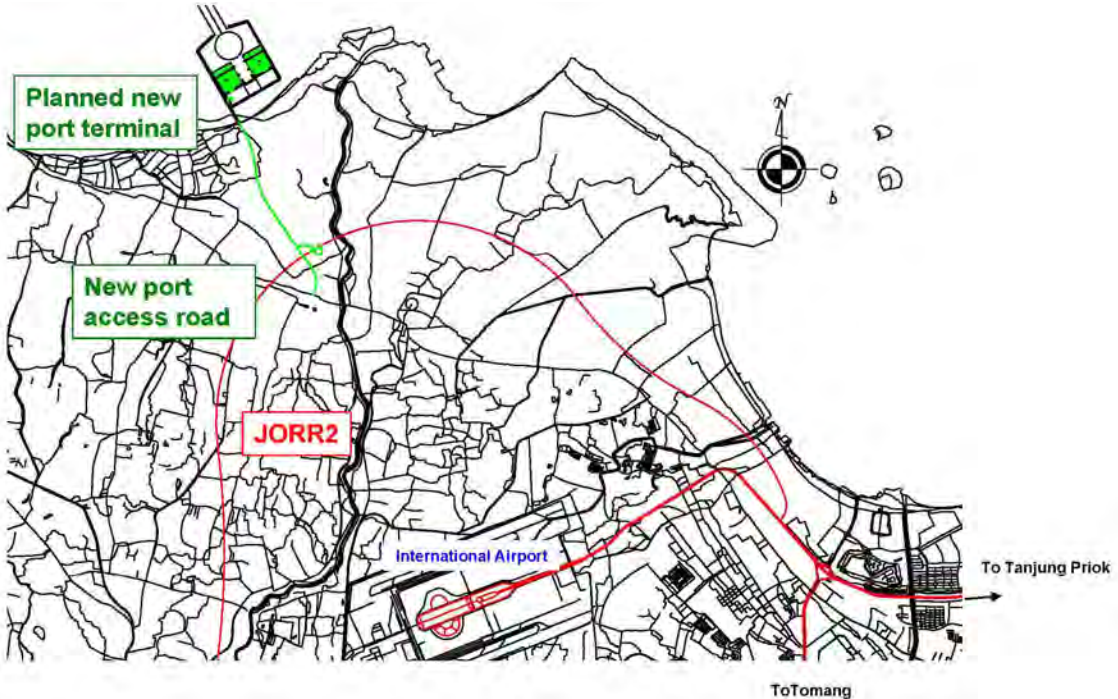 Planned new
port terminal
N
New port
access road
JORR2
International Airport
To Tanjung Priok
ToTomang